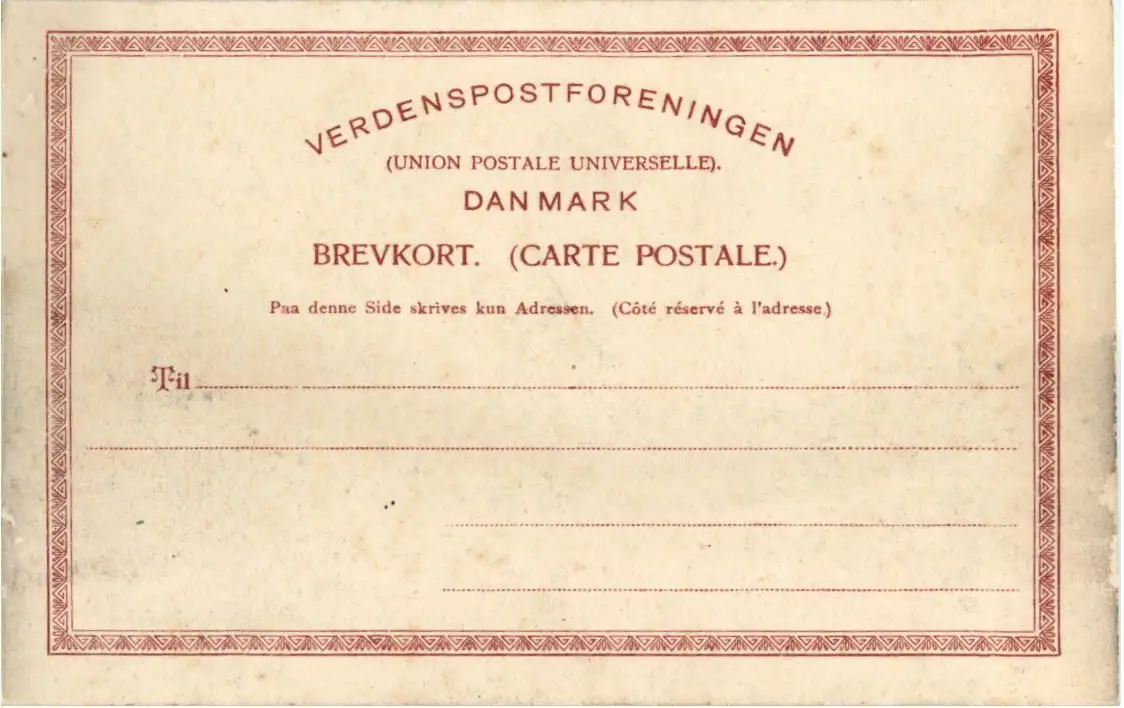 VERDENSPOSTFORENINGEN
(UNION POSTALE UNIVERSELLE).
DANMARK
BREVKORT. (CARTE POSTALE.)
Paa denne Side skrives kun Adressen. (Côté réservé à l'adresse)
Til